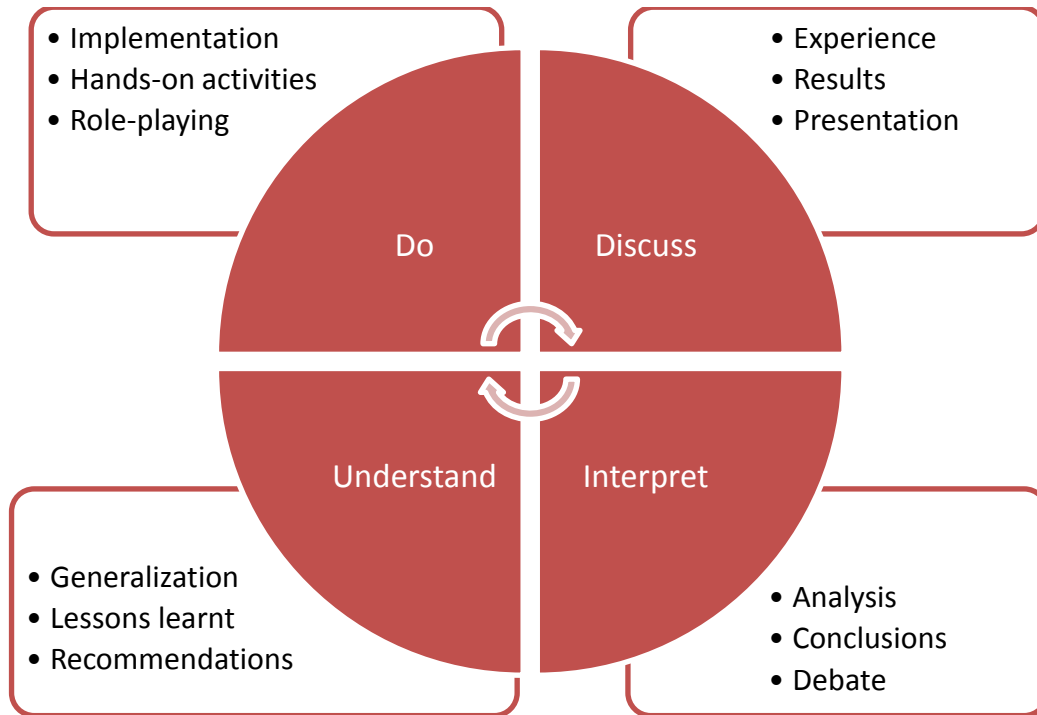 • Implementation
• Hands-on activities
• Role-playing
• Experience
• Results
• Presentation
Do
Discuss
Understand
Interpret
• Generalization
• Lessons learnt
• Recommendations
• Analysis
• Conclusions
• Debate